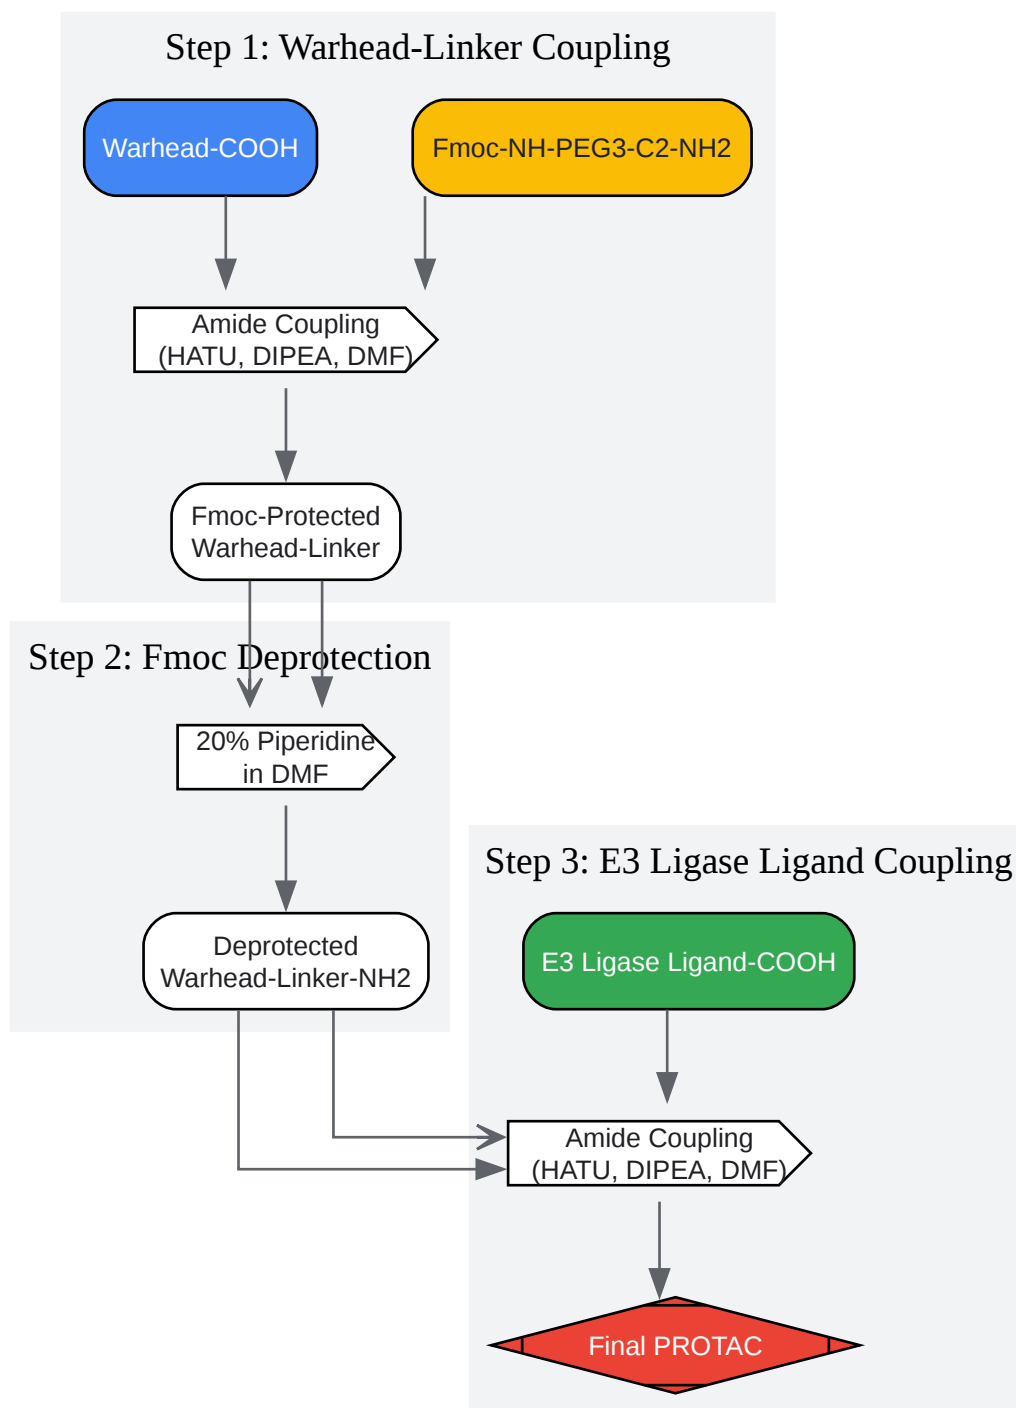 Step 1: Warhead-Linker Coupling
Warhead-COOH
Fmoc-NH-PEG3-C2-NH2
Amide Coupling
(HATU, DIPEA, DMF)
Fmoc-Protected
Warhead-Linker
Step 2: Fmoc Deprotection
20% Piperidine
in DMF
Deprotected
Warhead-Linker-NH2
Step 3: E3 Ligase Ligand Coupling
E3 Ligase Ligand-COOH
Amide Coupling
(HATU, DIPEA, DMF)
Final PROTAC